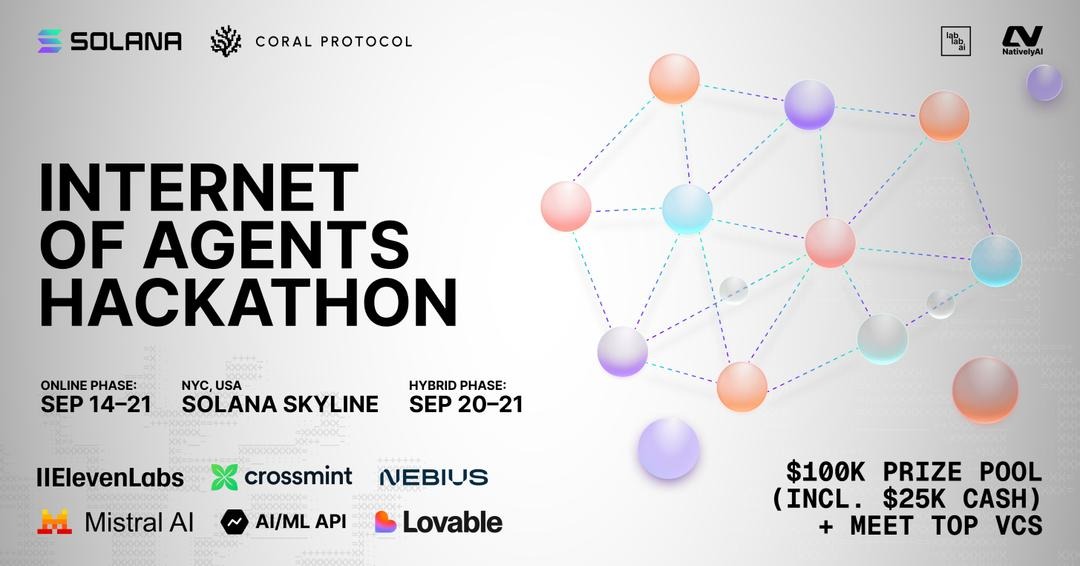 SOLANA
CORAL PROTOCOL
lab
lab
ai
NativelyAI
INTERNET
OF AGENTS
HACKATHON
ONLINE PHASE:
SEP 14–21
NYC, USA
SOLANA SKYLINE
HYBRID PHASE:
SEP 20–21
IIElevenLabs
crossmint
NEBIUS
Mistral AI
AI/ML API
Lovable
$100K PRIZE POOL
(INCL. $25K CASH)
+ MEET TOP VCS